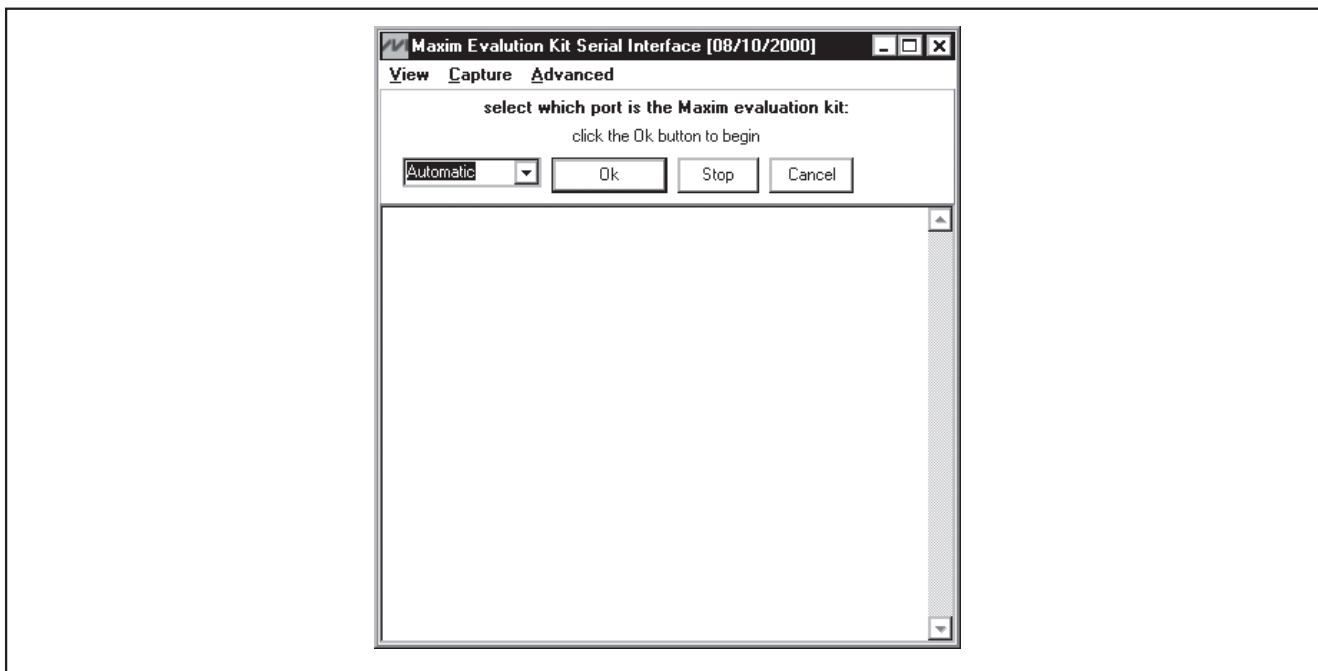 Maxim Evalution Kit Serial Interface [08/10/2000]
View Capture Advanced
select which port is the Maxim evaluation kit:
click the Ok button to begin
Automatic Ok Stop Cancel